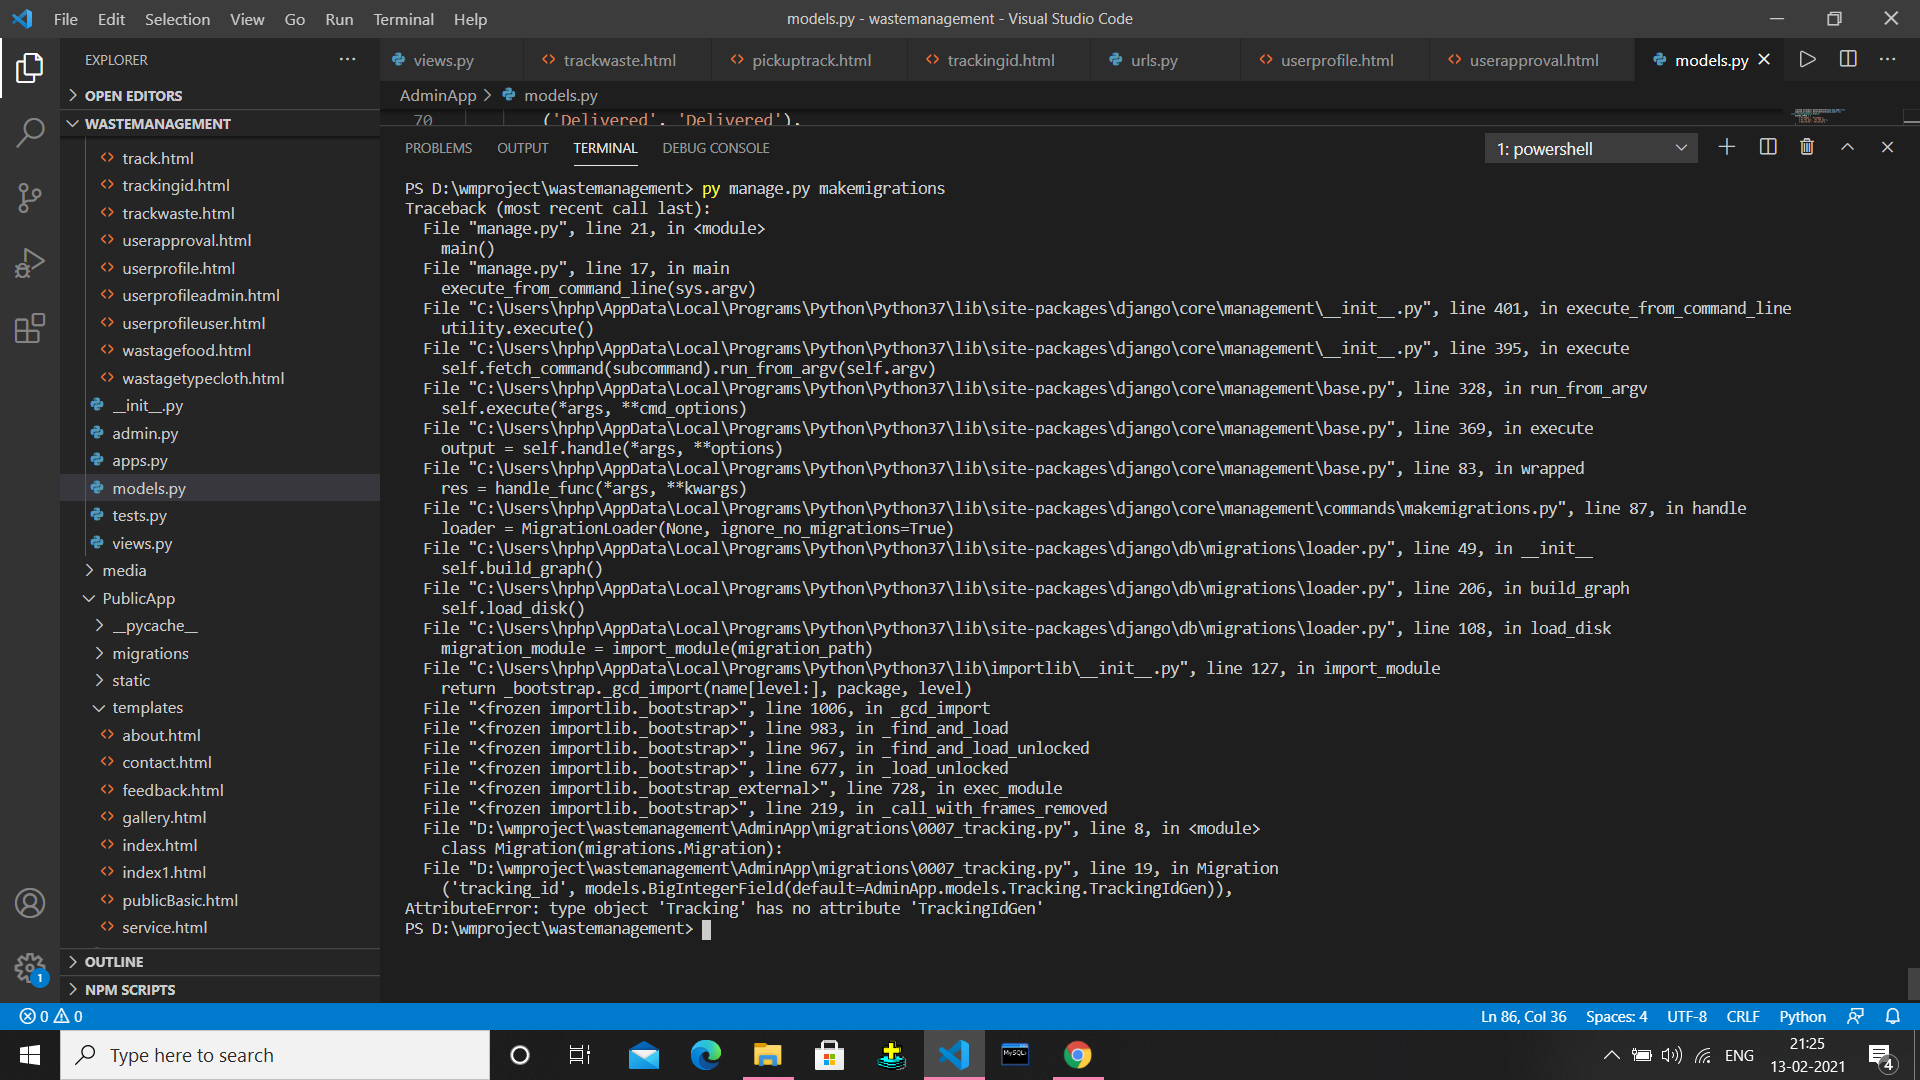 File Edit Selection View Go Run Terminal Help
models.py - wastemanagement - Visual Studio Code
EXPLORER
views.py
trackwaste.html
pickuptrack.html
trackingid.html
urls.py
userprofile.html
userapproval.html
models.py
OPEN EDITORS
AdminApp > models.py
WASTEMANAGEMENT
70 ('Delivered', 'Delivered'),
track.html
trackingid.html
trackwaste.html
userapproval.html
userprofile.html
userprofileadmin.html
userprofileuser.html
wastagefood.html
wastagetypecloth.html
__init__.py
admin.py
apps.py
models.py
tests.py
views.py
media
PublicApp
__pycache__
migrations
static
templates
about.html
contact.html
feedback.html
gallery.html
index.html
index1.html
publicBasic.html
service.html
OUTLINE
NPM SCRIPTS
PROBLEMS OUTPUT TERMINAL DEBUG CONSOLE
1: powershell
PS D:\wmproject\wastemanagement> py manage.py makemigrations
Traceback (most recent call last):
File "manage.py", line 21, in <module>
main()
File "manage.py", line 17, in main
execute_from_command_line(sys.argv)
File "C:\Users\hphp\AppData\Local\Programs\Python\Python37\lib\site-packages\django\core\management\__init__.py", line 401, in execute_from_command_line
utility.execute()
File "C:\Users\hphp\AppData\Local\Programs\Python\Python37\lib\site-packages\django\core\management\__init__.py", line 395, in execute
self.fetch_command(subcommand).run_from_argv(self.argv)
File "C:\Users\hphp\AppData\Local\Programs\Python\Python37\lib\site-packages\django\core\management\base.py", line 328, in run_from_argv
self.execute(*args, **cmd_options)
File "C:\Users\hphp\AppData\Local\Programs\Python\Python37\lib\site-packages\django\core\management\base.py", line 369, in execute
output = self.handle(*args, **options)
File "C:\Users\hphp\AppData\Local\Programs\Python\Python37\lib\site-packages\django\core\management\base.py", line 83, in wrapped
res = handle_func(*args, **kwargs)
File "C:\Users\hphp\AppData\Local\Programs\Python\Python37\lib\site-packages\django\core\management\commands\makemigrations.py", line 87, in handle
loader = MigrationLoader(None, ignore_no_migrations=True)
File "C:\Users\hphp\AppData\Local\Programs\Python\Python37\lib\site-packages\django\db\migrations\loader.py", line 49, in __init__
self.build_graph()
File "C:\Users\hphp\AppData\Local\Programs\Python\Python37\lib\site-packages\django\db\migrations\loader.py", line 206, in build_graph
self.load_disk()
File "C:\Users\hphp\AppData\Local\Programs\Python\Python37\lib\site-packages\django\db\migrations\loader.py", line 108, in load_disk
migration_module = import_module(migration_path)
File "C:\Users\hphp\AppData\Local\Programs\Python\Python37\lib\importlib\__init__.py", line 127, in import_module
return _bootstrap._gcd_import(name[level:], package, level)
File "<frozen importlib._bootstrap>", line 1006, in _gcd_import
File "<frozen importlib._bootstrap>", line 983, in _find_and_load
File "<frozen importlib._bootstrap>", line 967, in _find_and_load_unlocked
File "<frozen importlib._bootstrap>", line 677, in _load_unlocked
File "<frozen importlib._bootstrap_external>", line 728, in exec_module
File "<frozen importlib._bootstrap>", line 219, in _call_with_frames_removed
File "D:\wmproject\wastemanagement\AdminApp\migrations\0007_tracking.py", line 8, in <module>
class Migration(migrations.Migration):
File "D:\wmproject\wastemanagement\AdminApp\migrations\0007_tracking.py", line 19, in Migration
('tracking_id', models.BigIntegerField(default=AdminApp.models.Tracking.TrackingIdGen)),
AttributeError: type object 'Tracking' has no attribute 'TrackingIdGen'
PS D:\wmproject\wastemanagement>
1
0 0
Ln 86, Col 36 Spaces: 4 UTF-8 CRLF Python
Type here to search
MySQL
ENG
21:25
13-02-2021
4